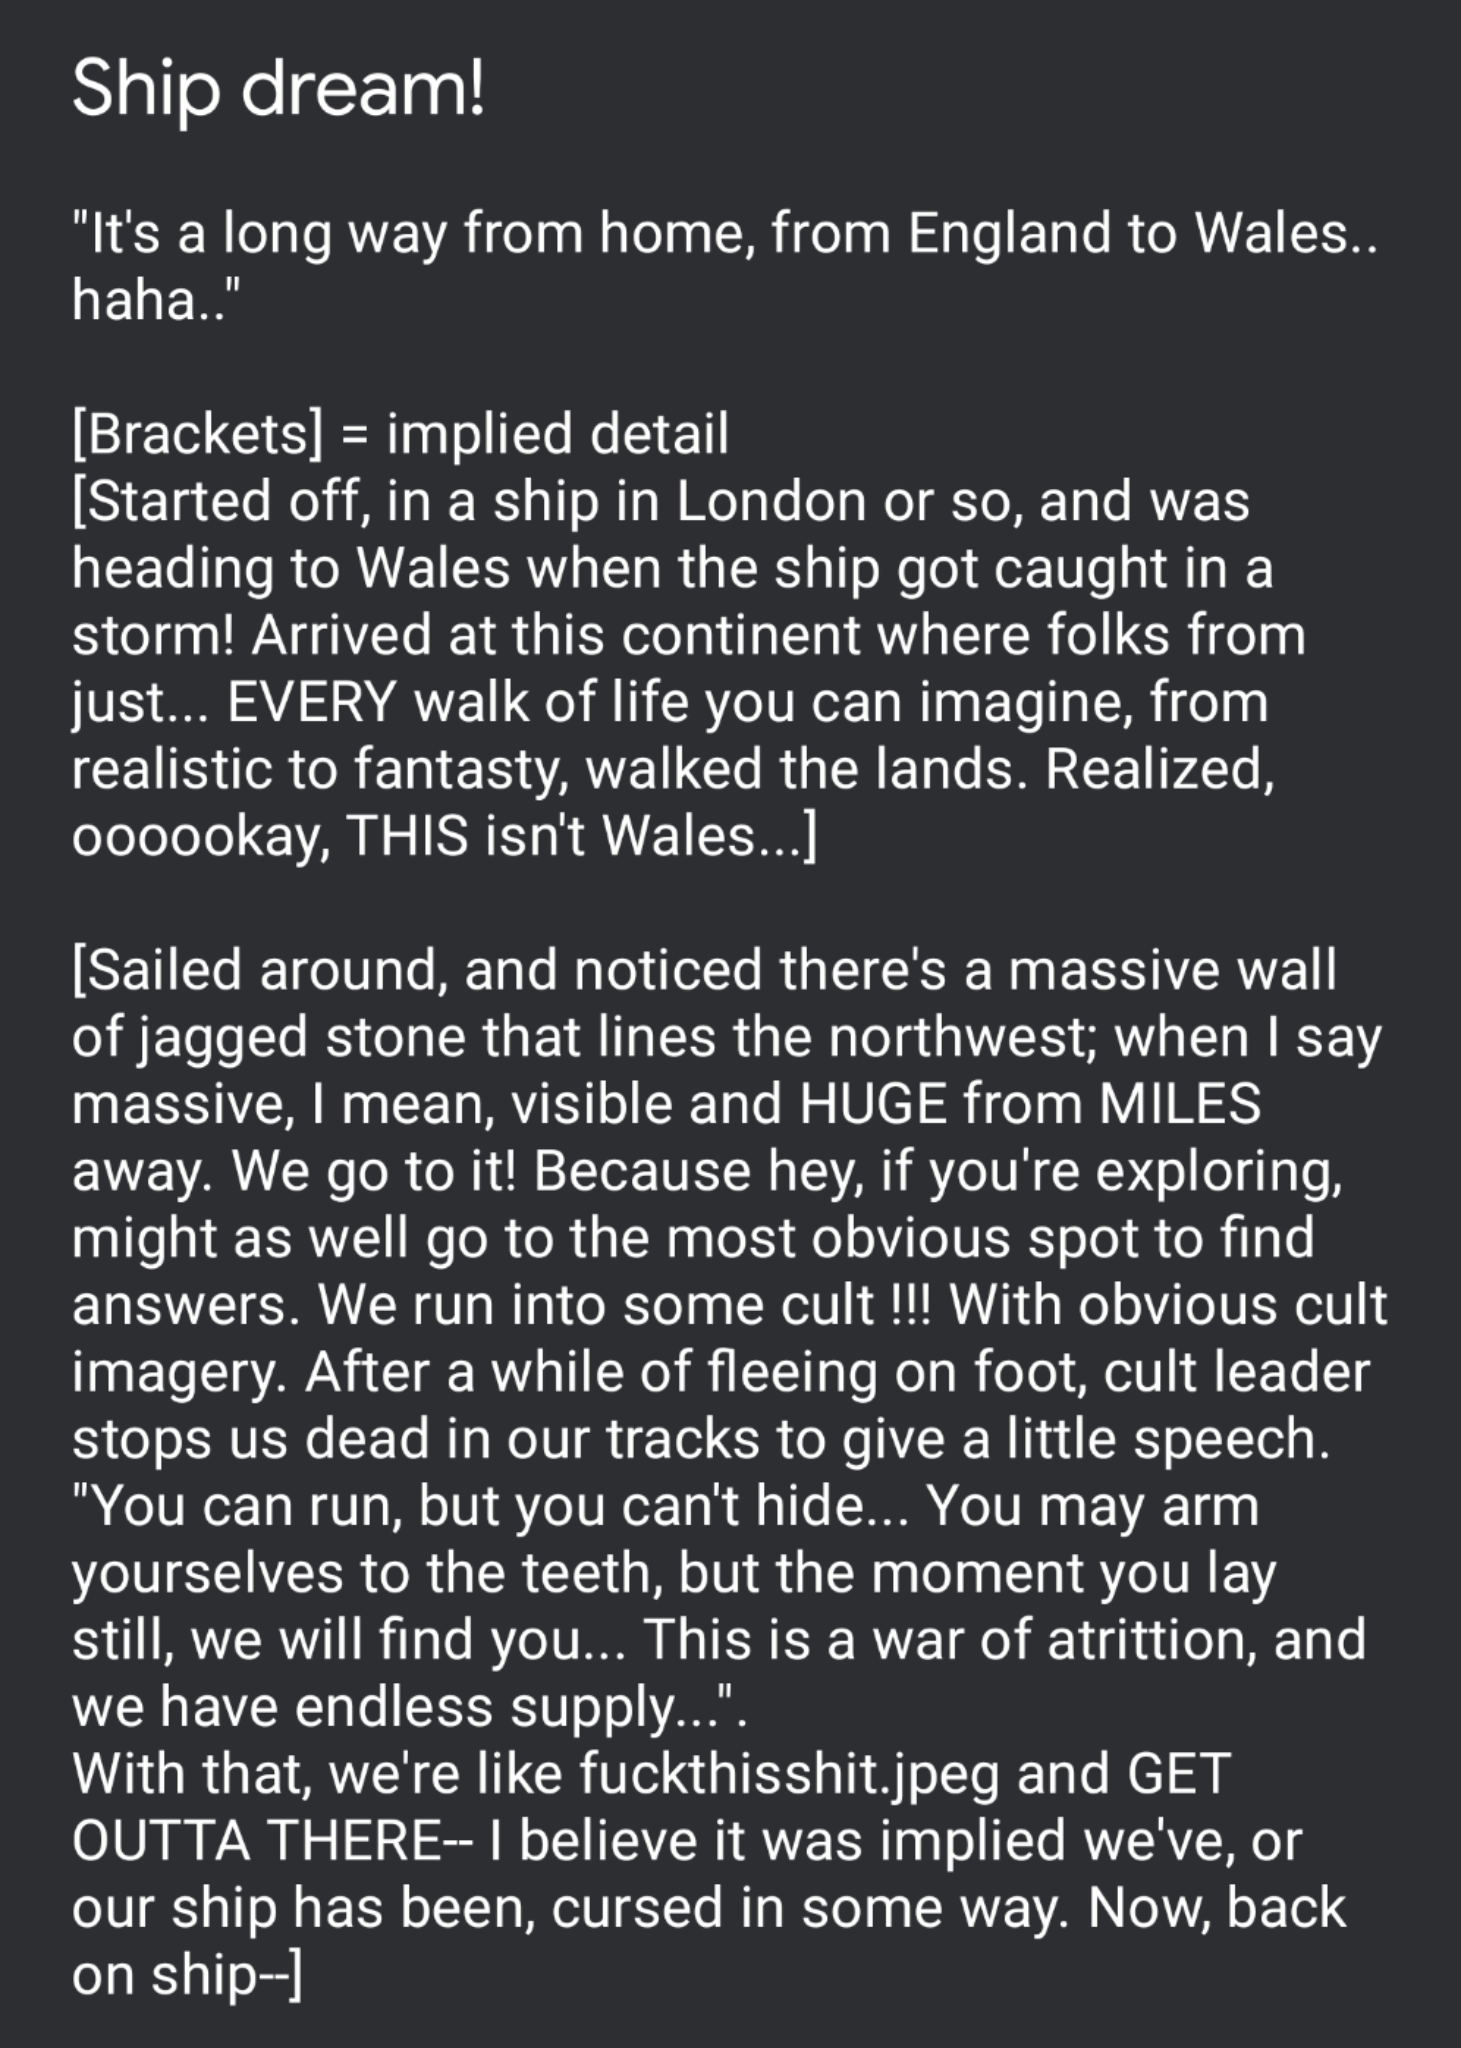 Ship dream!
"It's a long way from home, from England to Wales..
haha.."
[Brackets] = implied detail
[Started off, in a ship in London or so, and was
heading to Wales when the ship got caught in a
storm! Arrived at this continent where folks from
just... EVERY walk of life you can imagine, from
realistic to fantasty, walked the lands. Realized,
oooookay, THIS isn't Wales...]
[Sailed around, and noticed there's a massive wall
of jagged stone that lines the northwest; when I say
massive, I mean, visible and HUGE from MILES
away. We go to it! Because hey, if you're exploring,
might as well go to the most obvious spot to find
answers. We run into some cult !!! With obvious cult
imagery. After a while of fleeing on foot, cult leader
stops us dead in our tracks to give a little speech.
"You can run, but you can't hide... You may arm
yourselves to the teeth, but the moment you lay
still, we will find you... This is a war of atrittion, and
we have endless supply...".
With that, we're like fuckthisshit.jpeg and GET
OUTTA THERE-- I believe it was implied we've, or
our ship has been, cursed in some way. Now, back
on ship--]